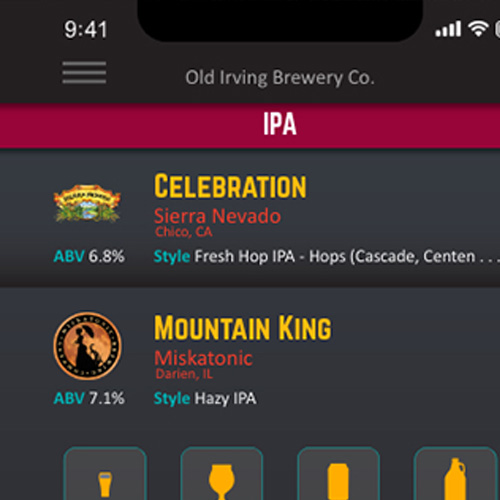 9:41
Old Irving Brewery Co.
IPA
CELEBRATION
Sierra Nevado
Chico, CA
ABV 6.8%
Style Fresh Hop IPA - Hops (Cascade, Centen . . .
MOUNTAIN KING
Miskatonic
Darien, IL
ABV 7.1%
Style Hazy IPA